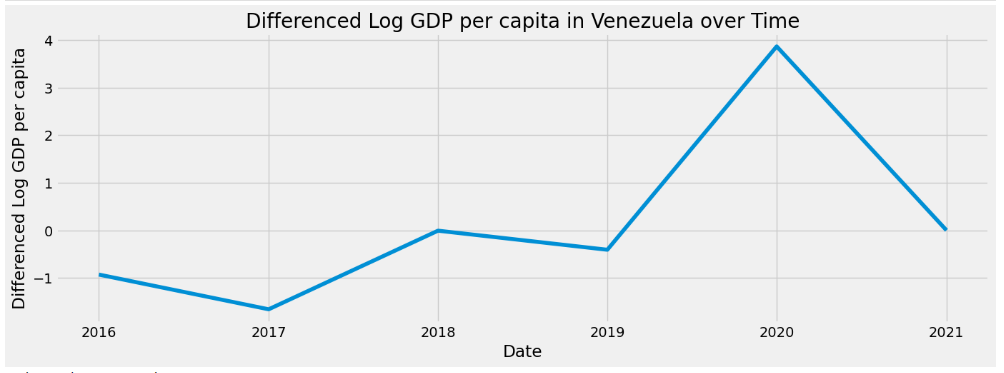 Differenced Log GDP per capita in Venezuela over Time
Differenced Log GDP per capita
4
3
2
1
0
−1
2016 2017 2018 2019 2020 2021
Date